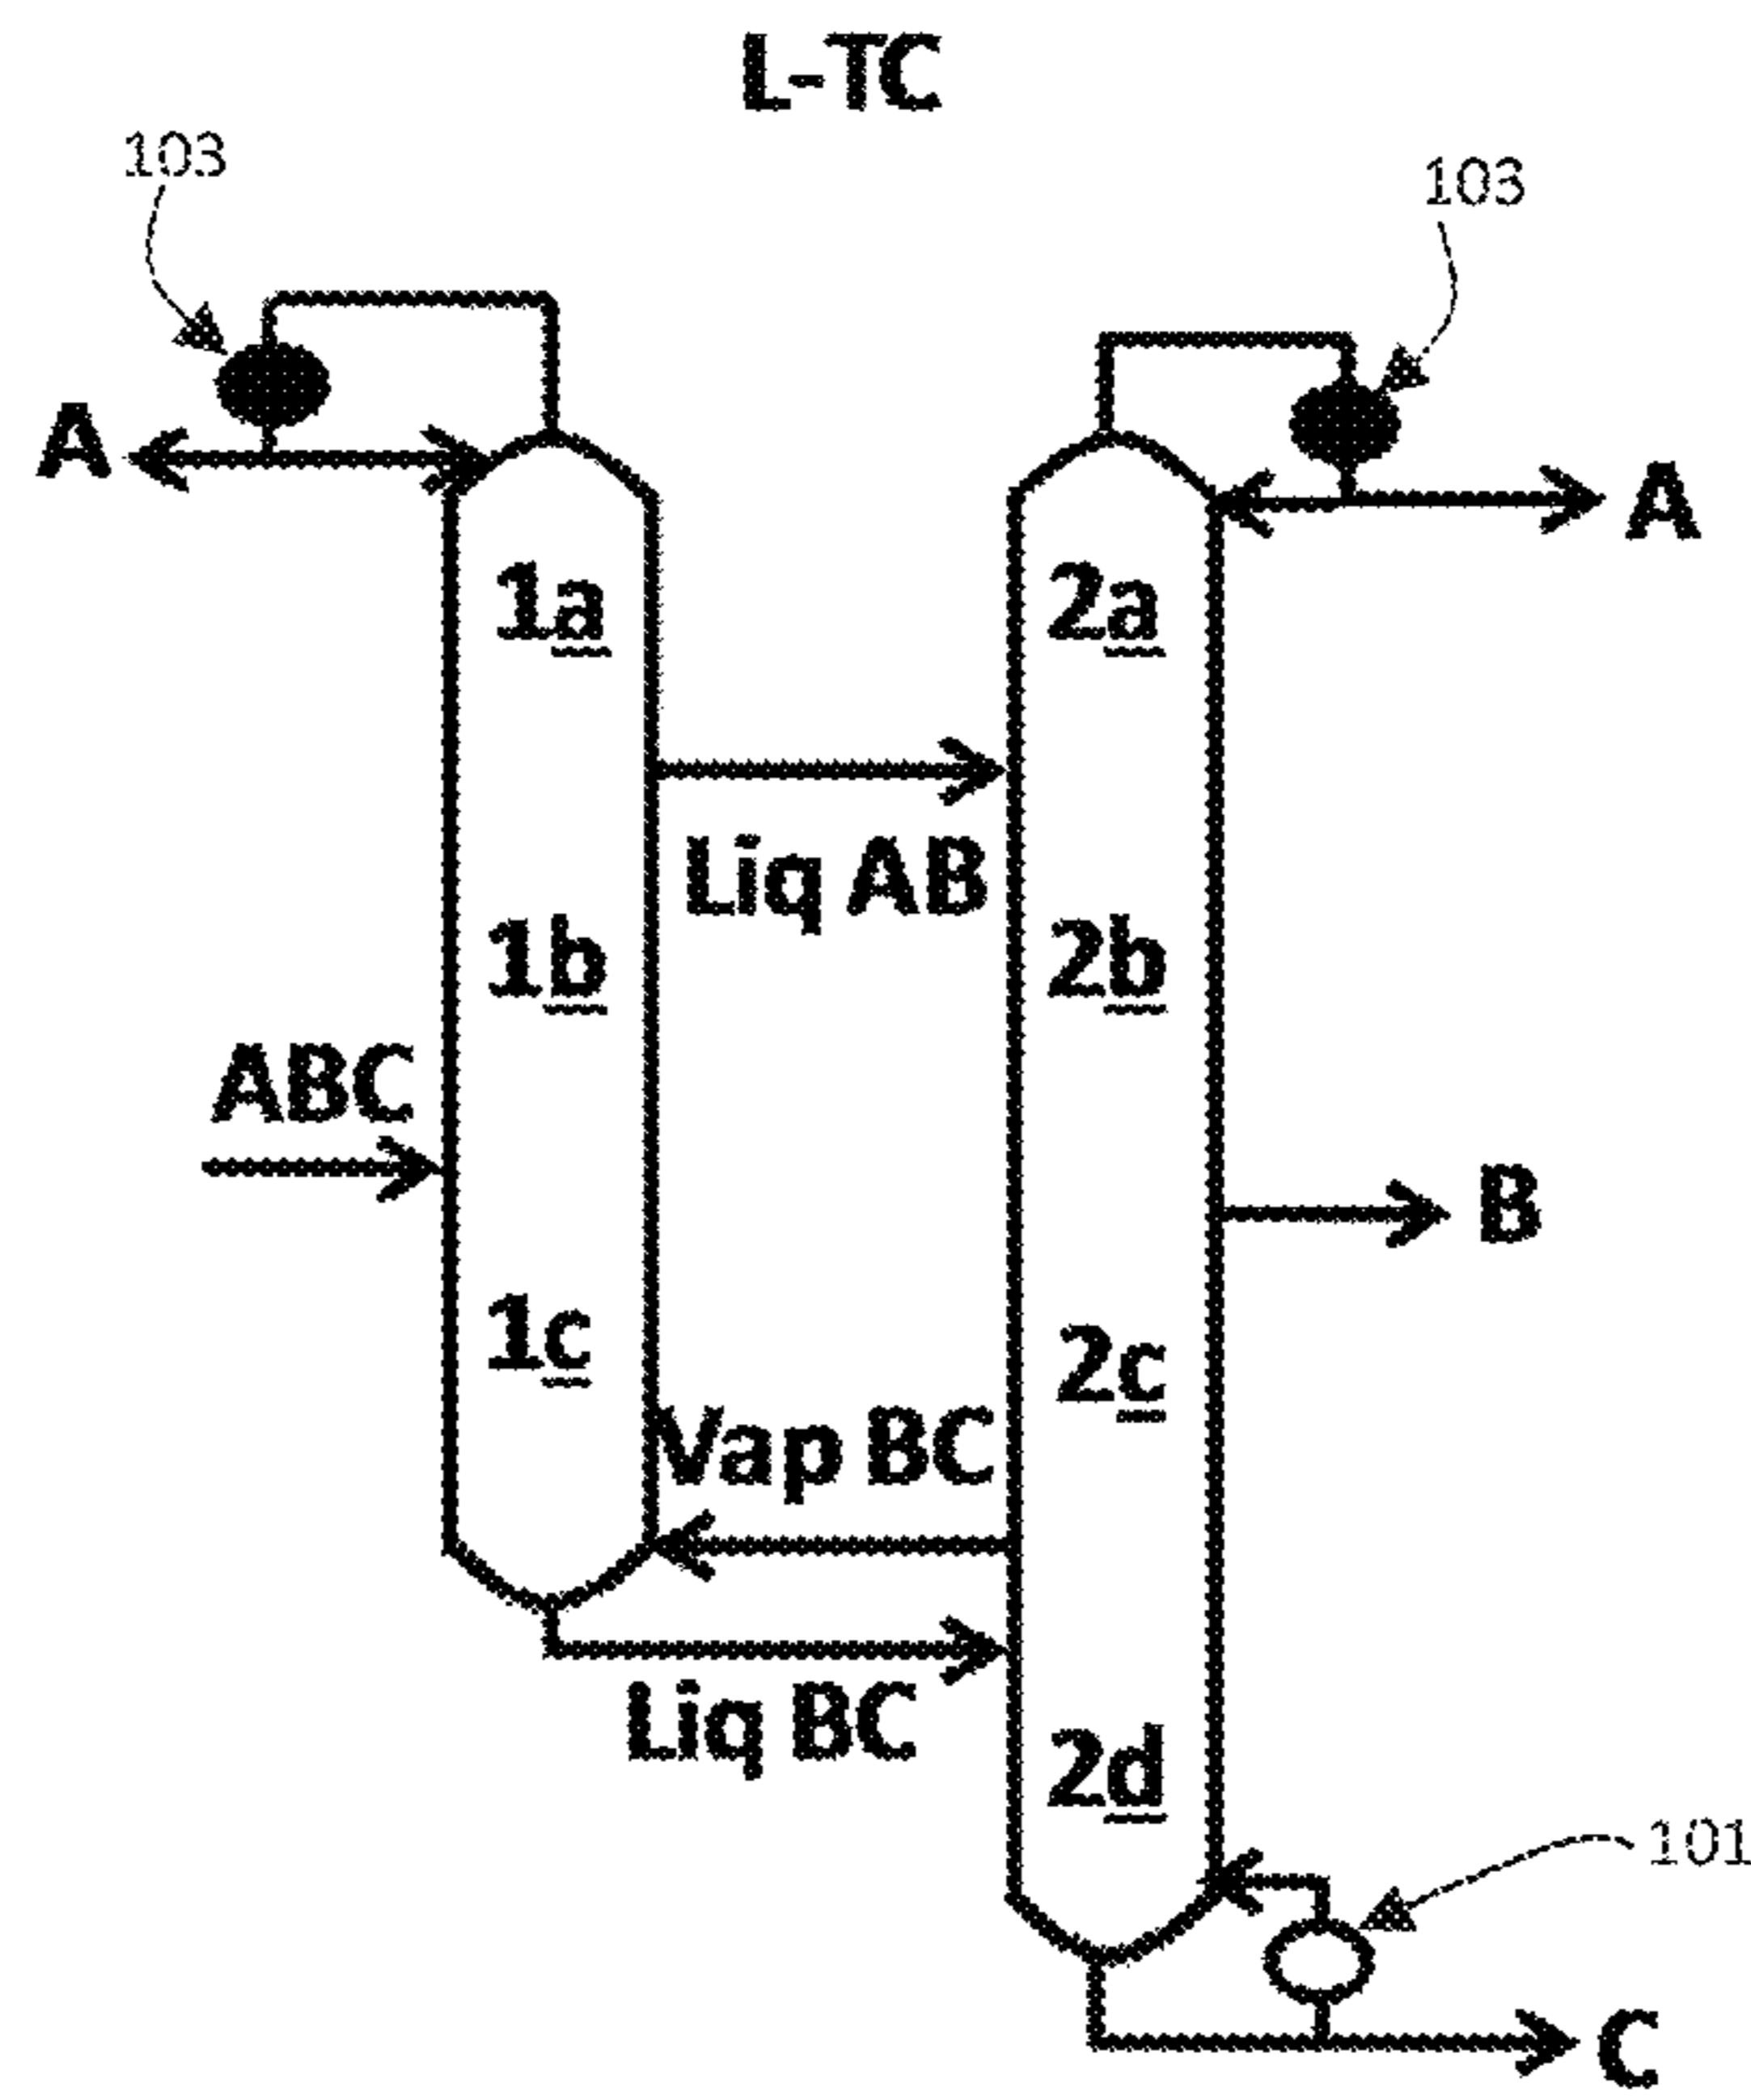 L-TC
103
103
A
A
1a
2a
Liq AB
1b
2b
ABC
B
1c
2c
Vap BC
Liq BC
2d
101
C